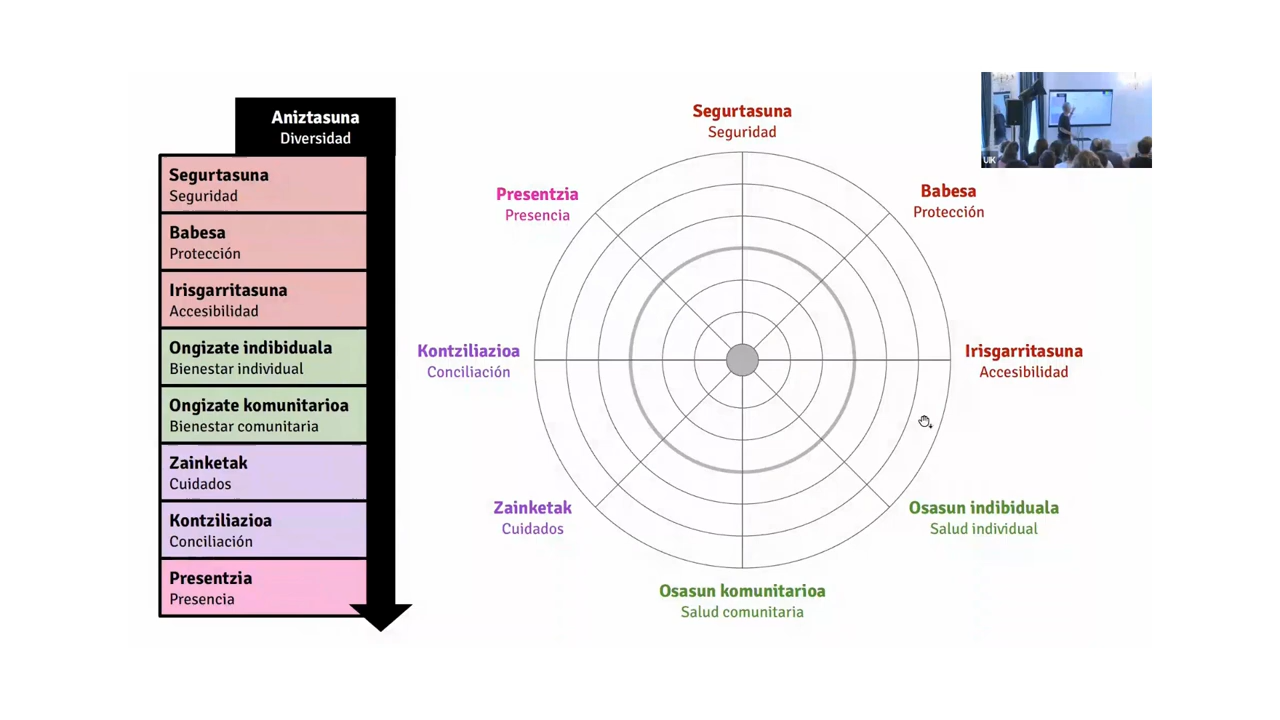 Aniztasuna
Diversidad
Segurtasuna
Seguridad
Babesa
Protección
Irisgarritasuna
Accesibilidad
Ongizate indibiduala
Bienestar individual
Ongizate komunitarioa
Bienestar comunitaria
Zainketak
Cuidados
Kontziliazioa
Conciliación
Presentzia
Presencia
Segurtasuna
Seguridad
Babesa
Protección
Irisgarritasuna
Accesibilidad
Osasun indibiduala
Salud individual
Osasun komunitarioa
Salud comunitaria
Zainketak
Cuidados
Kontziliazioa
Conciliación
Presentzia
Presencia
UIK